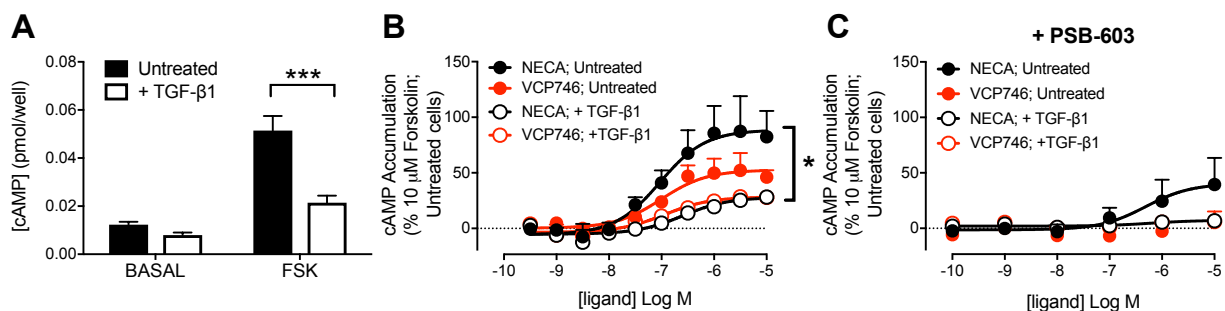 A
[cAMP] (pmol/well)
0.08
0.06
0.04
0.02
0.00
Untreated
+ TGF-β1
***
BASAL
FSK
B
cAMP Accumulation
(% 10 μM Forskolin;
Untreated cells)
150
100
50
0
NECA; Untreated
VCP746; Untreated
NECA; + TGF-β1
VCP746; +TGF-β1
*
-10
-9
-8
-7
-6
-5
[ligand] Log M
C
+ PSB-603
cAMP Accumulation
(% 10 μM Forskolin;
Untreated cells)
150
100
50
0
NECA; Untreated
VCP746; Untreated
NECA; + TGF-β1
VCP746; +TGF-β1
-10
-9
-8
-7
-6
-5
[ligand] Log M